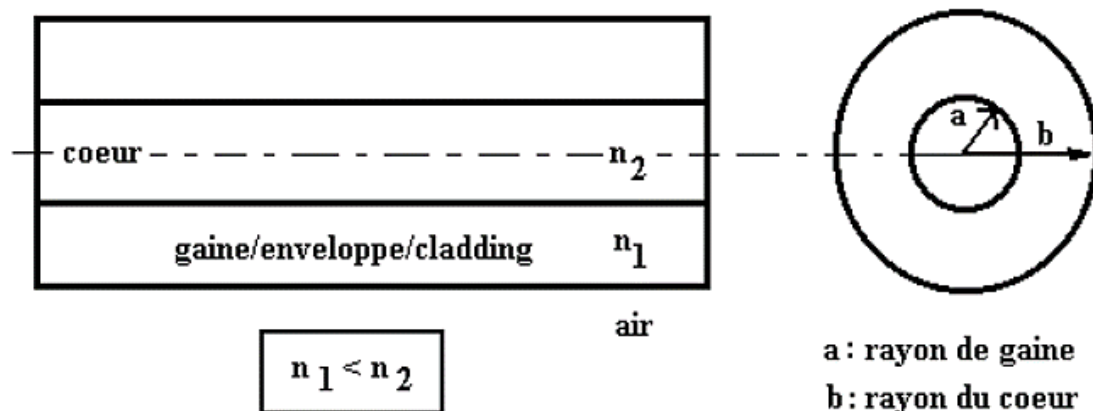 coeur
n2
gaine/enveloppe/cladding n1
air
n1 < n2
a
b
a : rayon de gaine
b : rayon du coeur